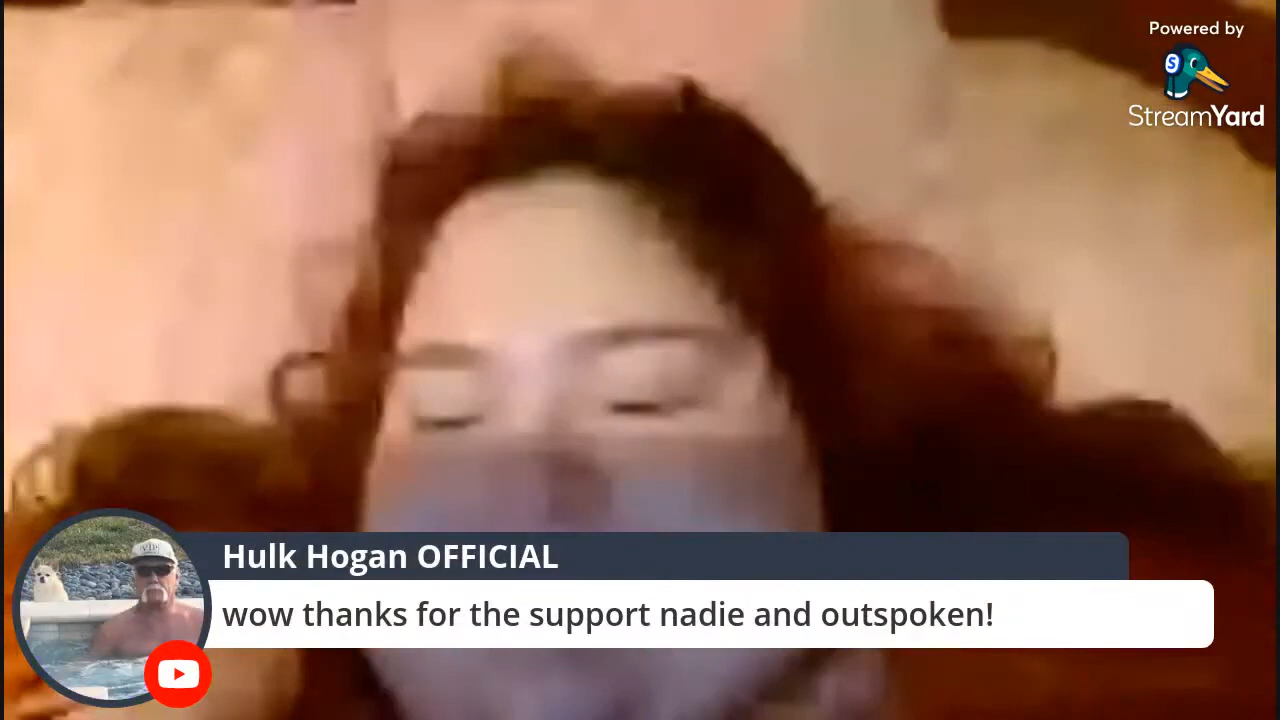 Powered by
StreamYard
Hulk Hogan OFFICIAL
wow thanks for the support nadie and outspoken!